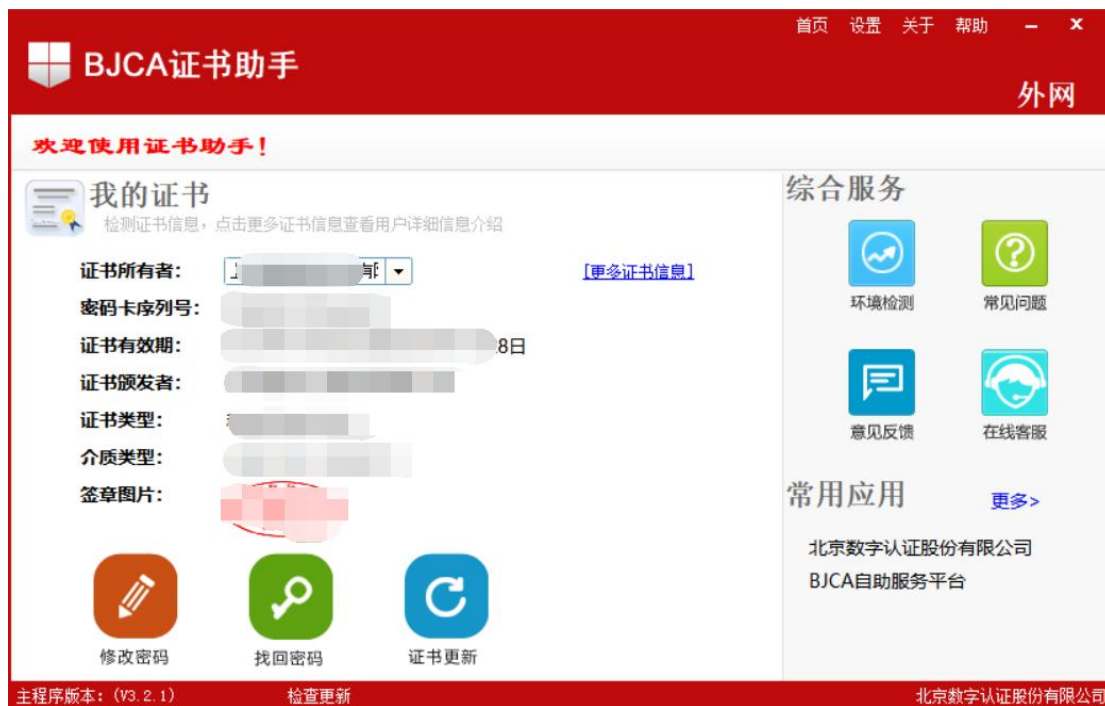 首页 设置 关于 帮助
BJCA证书助手
外网
欢迎使用证书助手!
我的证书
检测证书信息，点击更多证书信息查看用户详细信息介绍
证书所有者：
[更多证书信息]
密码卡序列号：
证书有效期： 8日
证书颁发者：
证书类型：
介质类型：
签章图片：
修改密码 找回密码 证书更新
综合服务
环境检测 常见问题
意见反馈 在线客服
常用应用 更多>
北京数字认证股份有限公司
BJCA自助服务平台
主程序版本：(V3.2.1) 检查更新 北京数字认证股份有限公司